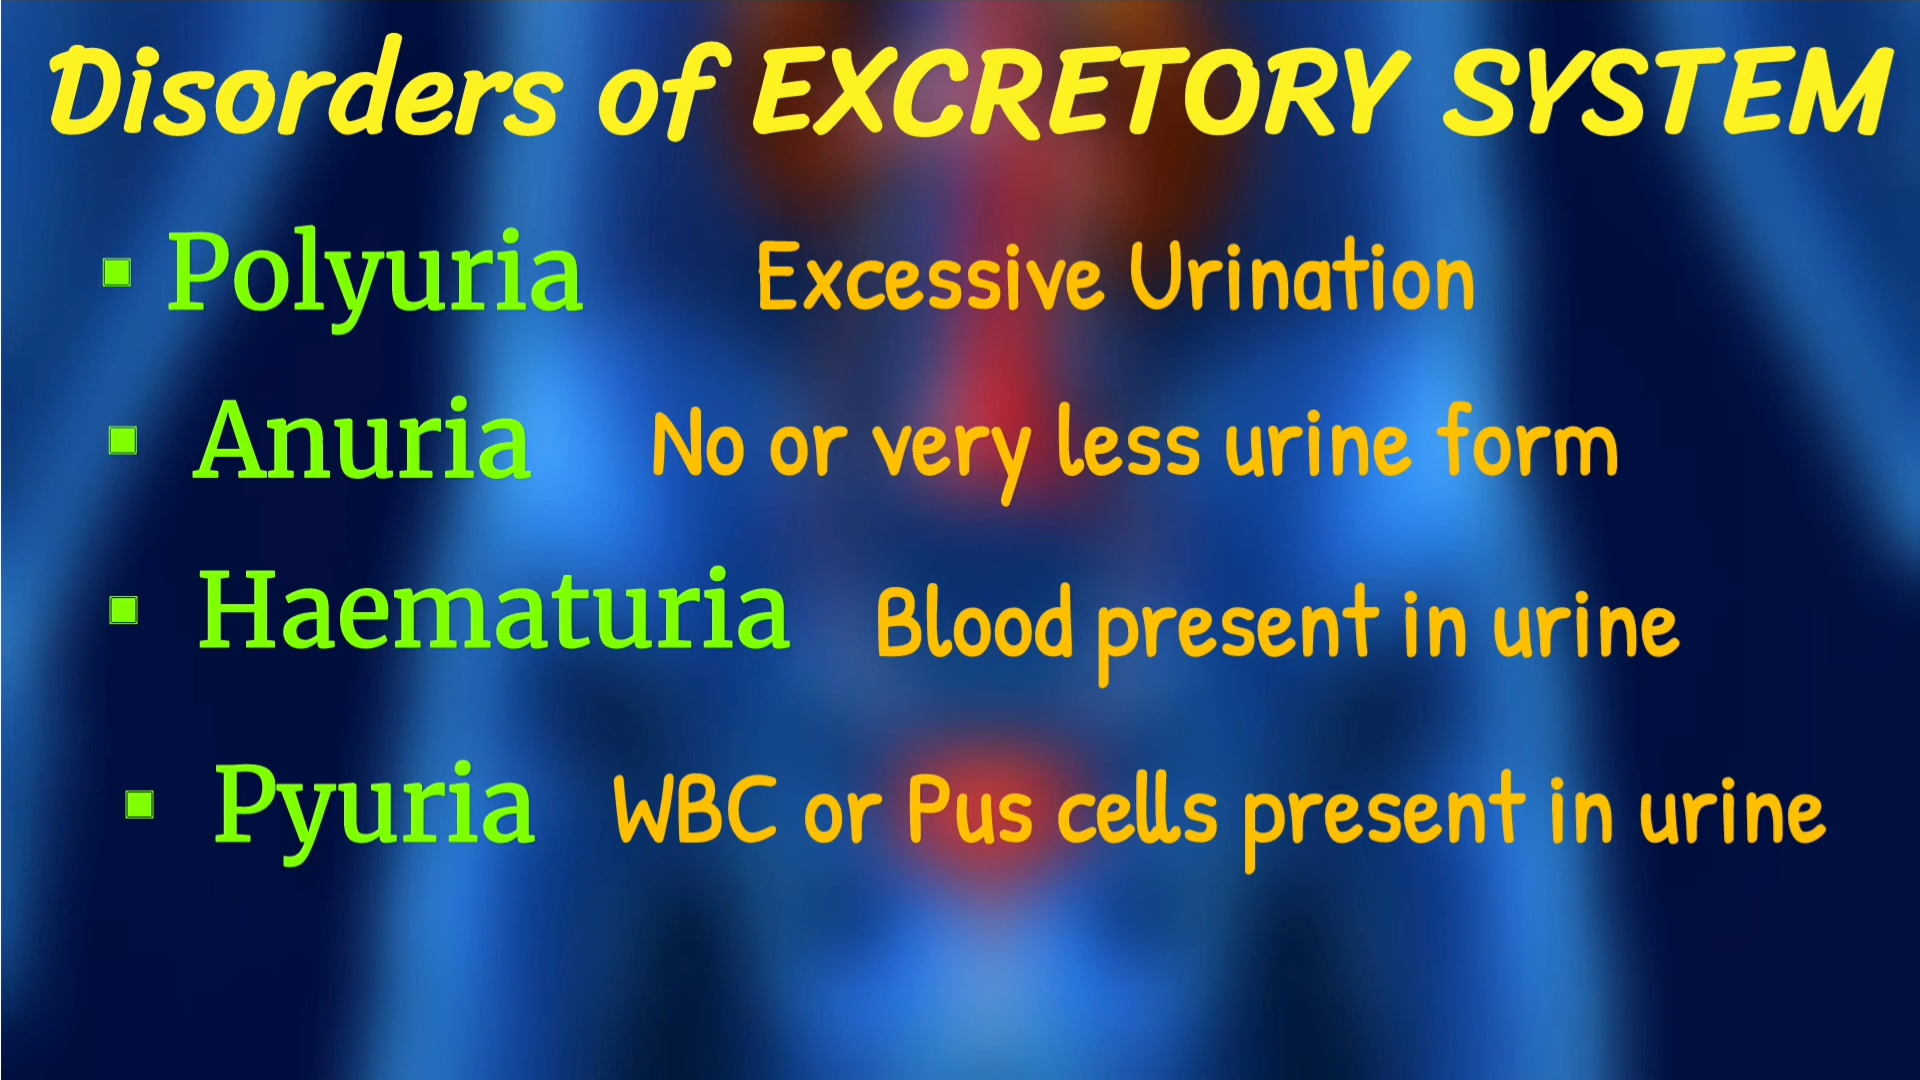 Disorders of EXCRETORY SYSTEM
▪ Polyuria Excessive Urination
▪ Anuria No or very less urine form
▪ Haematuria Blood present in urine
▪ Pyuria WBC or Pus cells present in urine